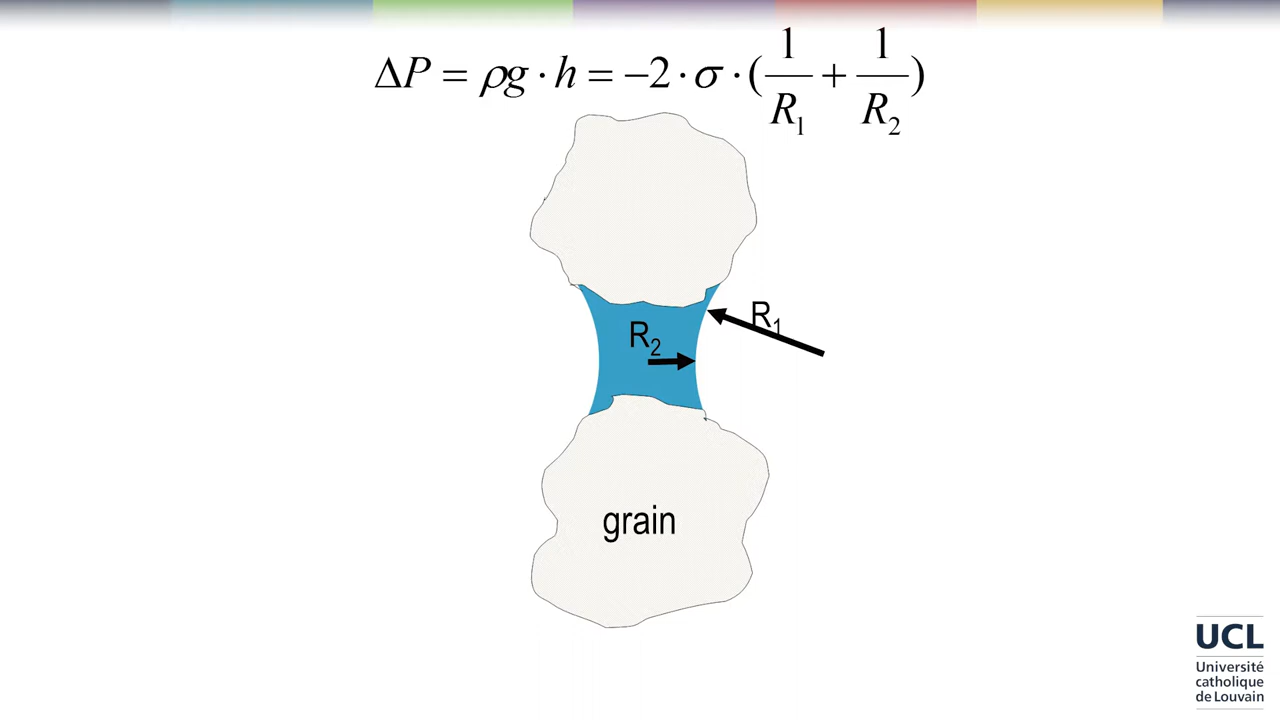 ΔP = ρg · h = −2 · σ · (1/R₁ + 1/R₂)
R₁
R₂
grain
UCL
Université
catholique
de Louvain